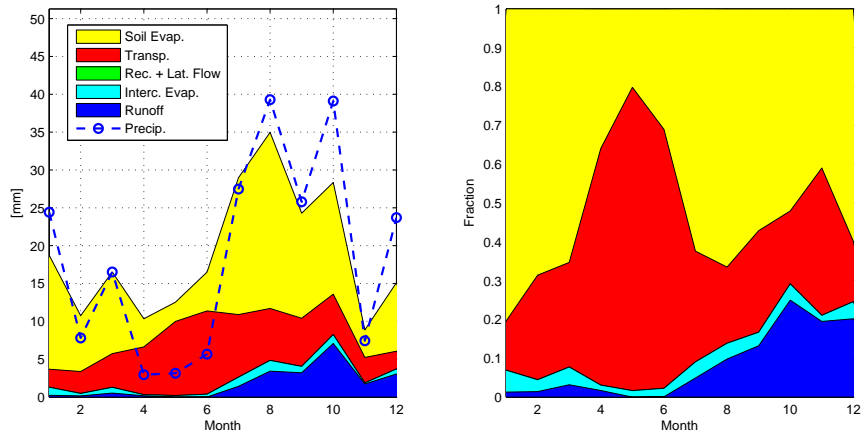 50
45
40
35
30
25
20
15
10
5
0
[mm]
Soil Evap.
Transp.
Rec. + Lat. Flow
Interc. Evap.
Runoff
Precip.
2 4 6 8 10 12
Month
1
0.9
0.8
0.7
0.6
0.5
0.4
0.3
0.2
0.1
0
Fraction
2 4 6 8 10 12
Month